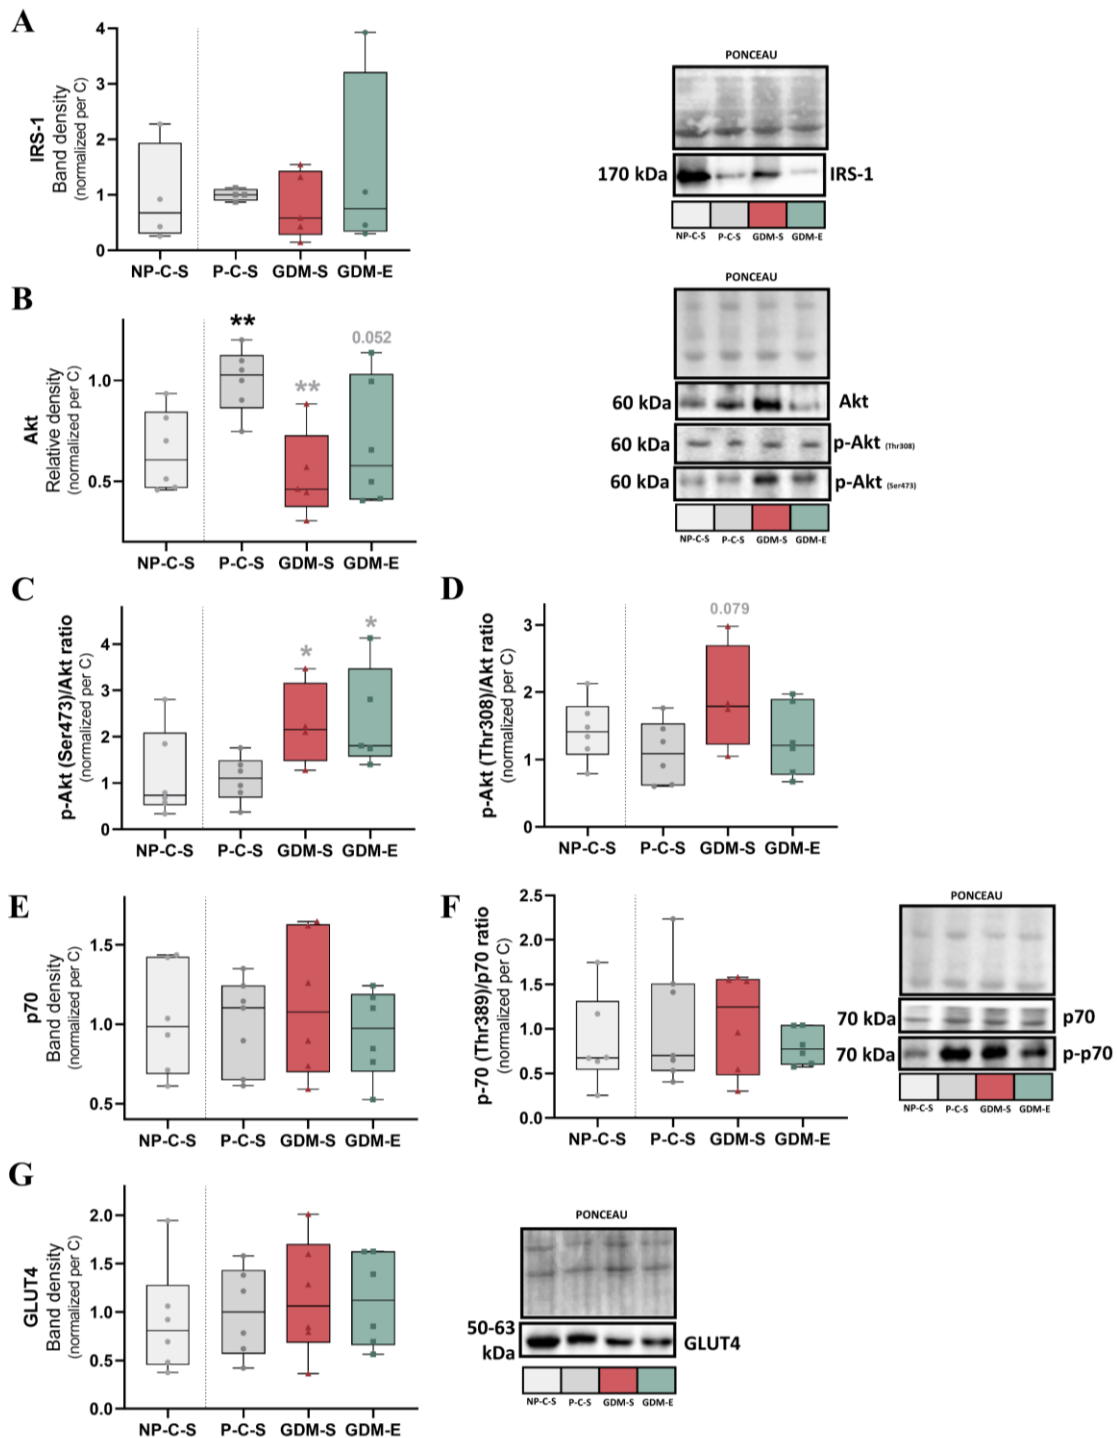 A
IRS-1
Band density
(normalized per C)
4
3
2
1
0
NP-C-S P-C-S GDM-S GDM-E
PONCEAU
170 kDa IRS-1
NP-C-S P-C-S GDM-S GDM-E
B
Akt
Relative density
(normalized per C)
1.0
0.5
**
**
0.052
NP-C-S P-C-S GDM-S GDM-E
PONCEAU
60 kDa Akt
60 kDa p-Akt (Thr308)
60 kDa p-Akt (Ser473)
NP-C-S P-C-S GDM-S GDM-E
C
p-Akt (Ser473)/Akt ratio
(normalized per C)
4
3
2
1
0
*
*
NP-C-S P-C-S GDM-S GDM-E
D
p-Akt (Thr308)/Akt ratio
(normalized per C)
3
2
1
0
0.079
NP-C-S P-C-S GDM-S GDM-E
E
p70
Band density
(normalized per C)
1.5
1.0
0.5
NP-C-S P-C-S GDM-S GDM-E
F
p-70 (Thr389)/p70 ratio
(normalized per C)
2.5
2.0
1.5
1.0
0.5
0.0
NP-C-S P-C-S GDM-S GDM-E
PONCEAU
70 kDa p70
70 kDa p-p70
NP-C-S P-C-S GDM-S GDM-E
G
GLUT4
Band density
(normalized per C)
2.0
1.5
1.0
0.5
0.0
NP-C-S P-C-S GDM-S GDM-E
PONCEAU
50-63
kDa
GLUT4
NP-C-S P-C-S GDM-S GDM-E